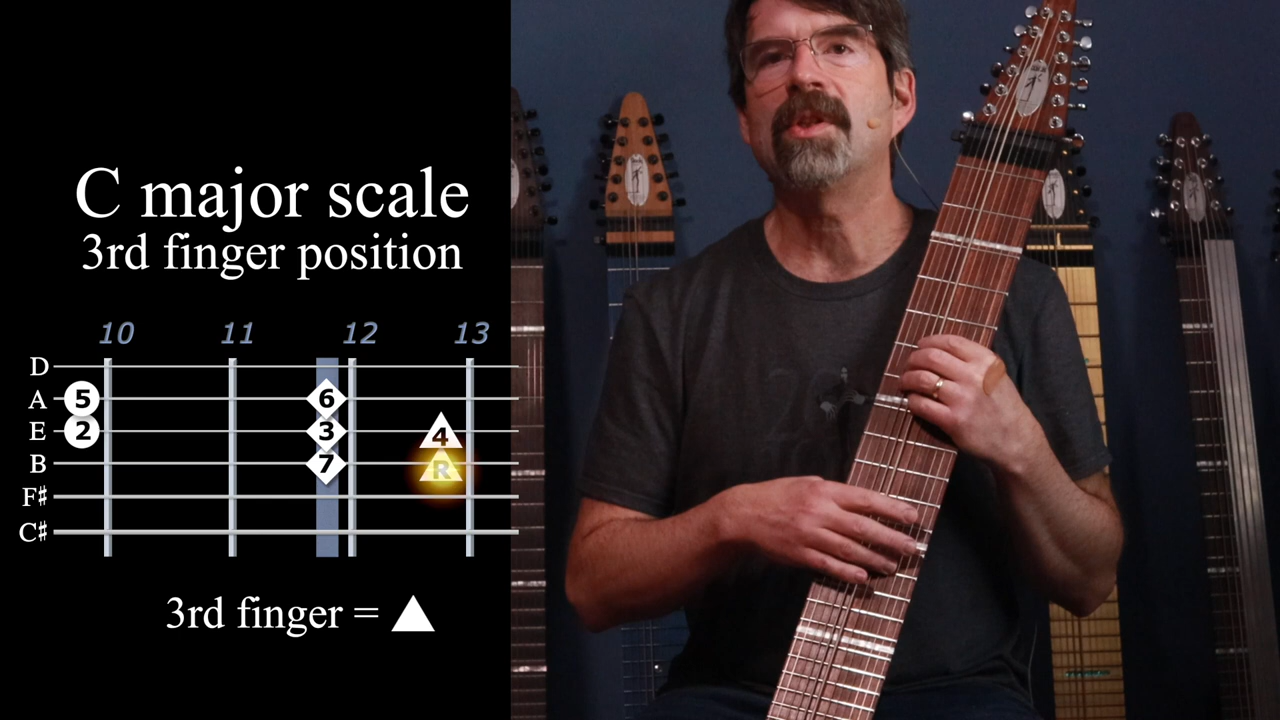 C major scale
3rd finger position
10 11 12 13
D
A 5 6
E 2 3 4
B 7 R
F#
C#
3rd finger =